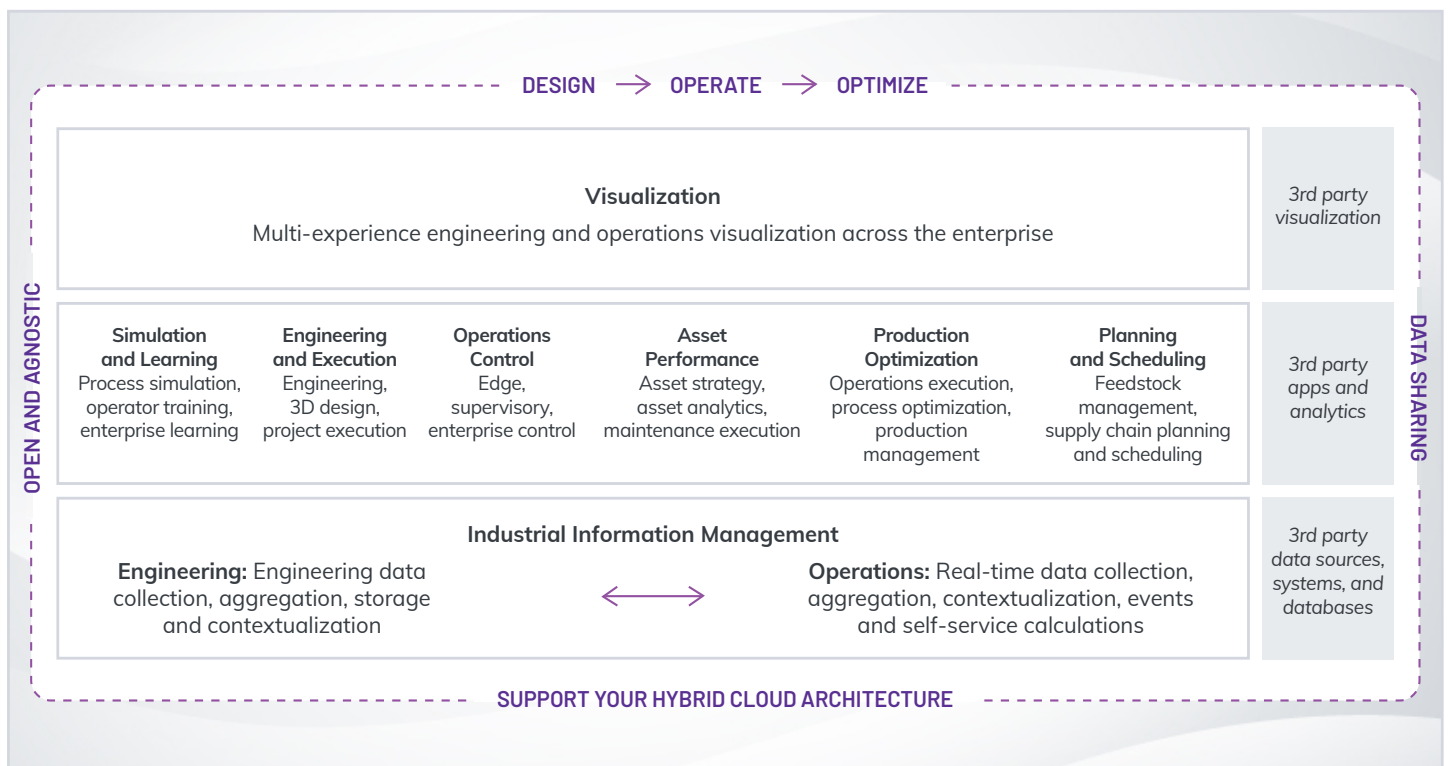 DESIGN → OPERATE → OPTIMIZE
OPEN AND AGNOSTIC
Visualization
Multi-experience engineering and operations visualization across the enterprise
3rd party
visualization
Simulation
and Learning
Process simulation,
operator training,
enterprise learning
Engineering
and Execution
Engineering,
3D design,
project execution
Operations
Control
Edge,
supervisory,
enterprise control
Asset
Performance
Asset strategy,
asset analytics,
maintenance execution
Production
Optimization
Operations execution,
process optimization,
production
management
Planning
and Scheduling
Feedstock
management,
supply chain planning
and scheduling
3rd party
apps and
analytics
DATA SHARING
Industrial Information Management
Engineering: Engineering data
collection, aggregation, storage
and contextualization
Operations: Real-time data collection,
aggregation, contextualization, events
and self-service calculations
3rd party
data sources,
systems, and
databases
SUPPORT YOUR HYBRID CLOUD ARCHITECTURE